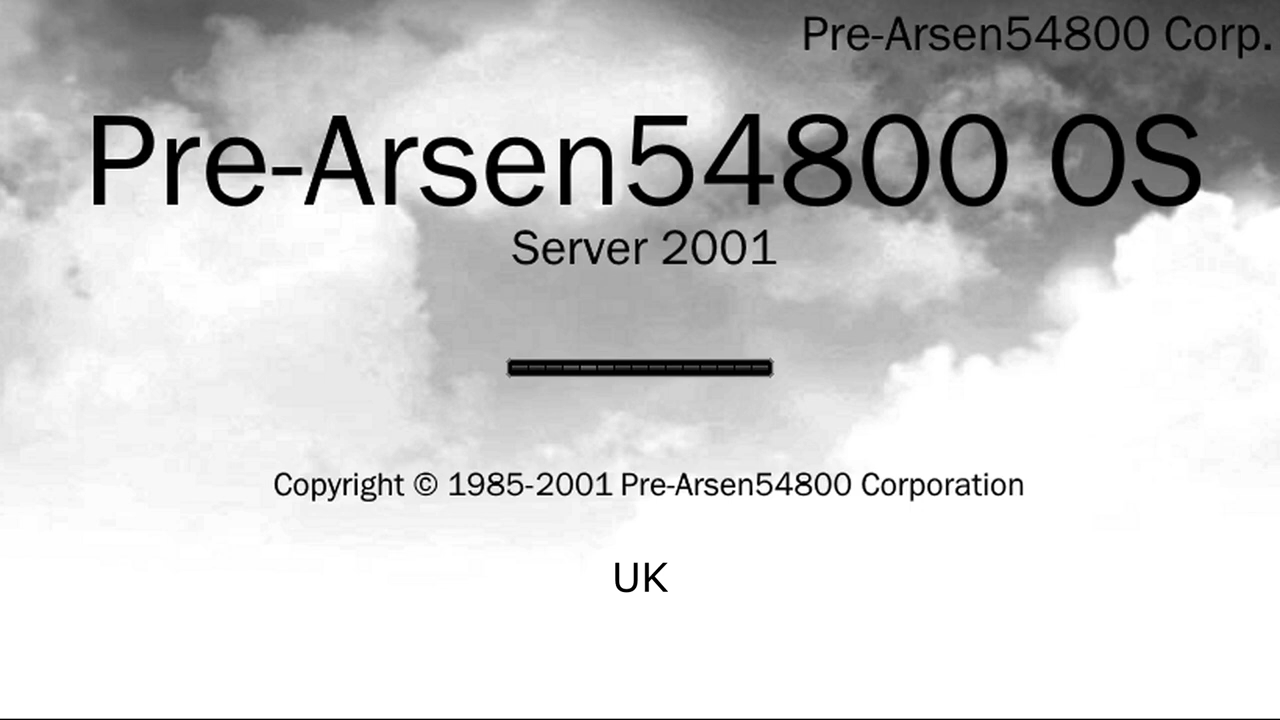 Pre-Arsen54800 Corp.
Pre-Arsen54800 OS
Server 2001
Copyright © 1985-2001 Pre-Arsen54800 Corporation
UK